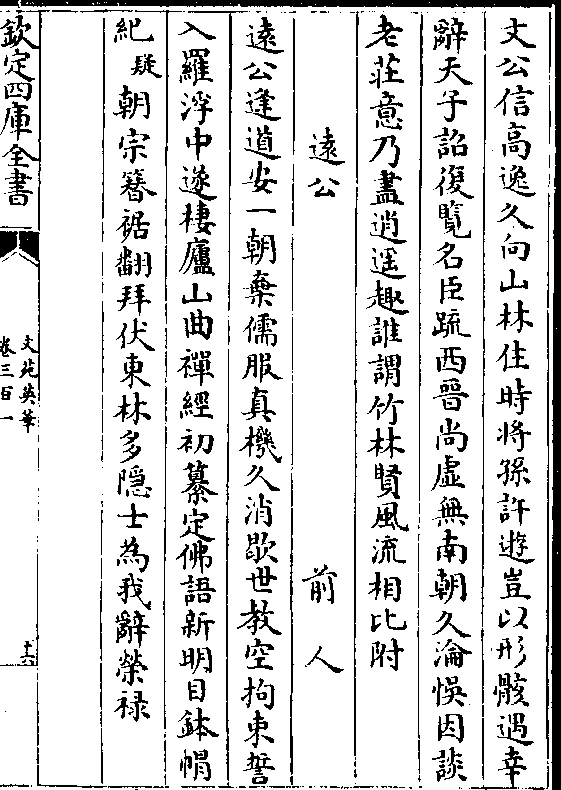 支公信高逸久向山林住時將孫許遊豈以形骸遇幸
辭天子詔復覽名臣疏西晉尚虛無南朝久淪悞因談
老莊意乃盡逍遥趣誰謂竹林賢風流相比附
遠公 前人
遠公逢道安一朝棄儒服真機久消歇世教空拘束誓
入羅浮中遂棲廬山曲禪經初纂定佛語新明目鉢帽
紀疑朝宗簪裾翻拜伏東林多隠士為我辭榮禄
欽定四庫全書
文苑英華
卷三百一
十六